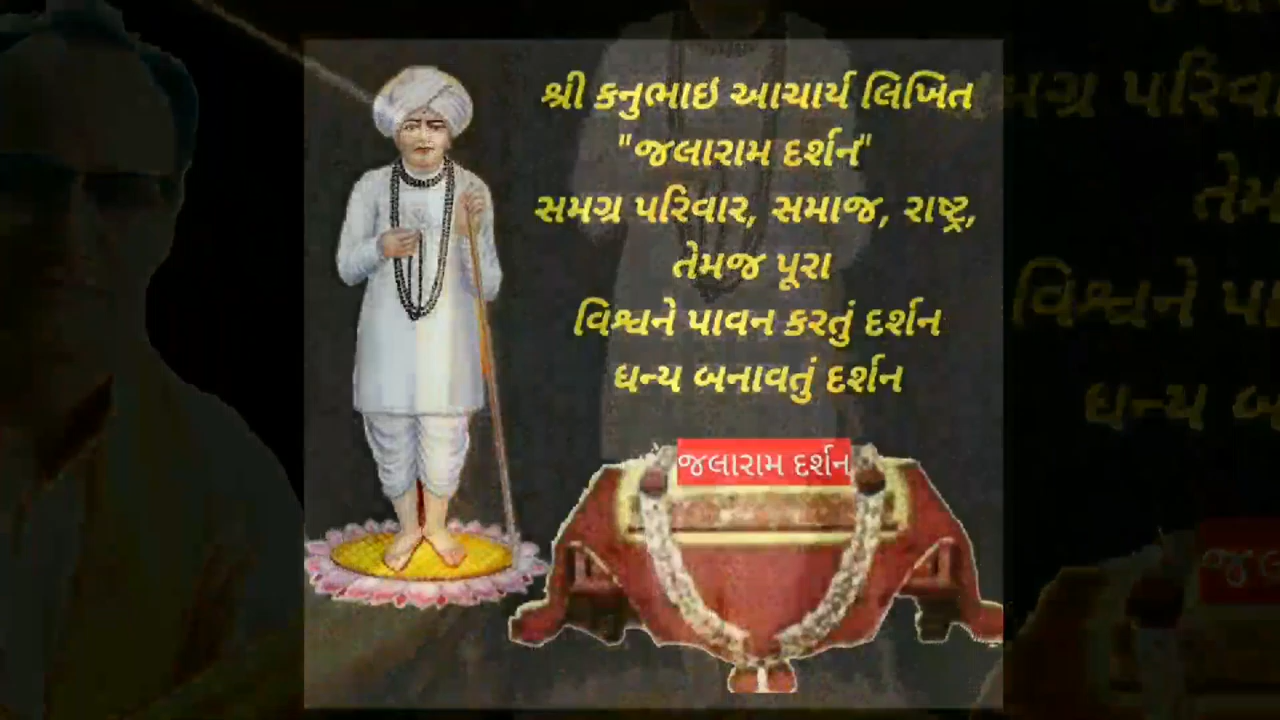 શ્રી કનુભાઇ આચાર્ય લિખિત
"જલારામ દર્શન"
સમગ્ર પરિવાર, સમાજ, રાષ્ટ્ર,
તેમજ પૂરા
વિશ્વને પાવન કરતું દર્શન
ધન્ય બનાવતું દર્શન
જલારામ દર્શન